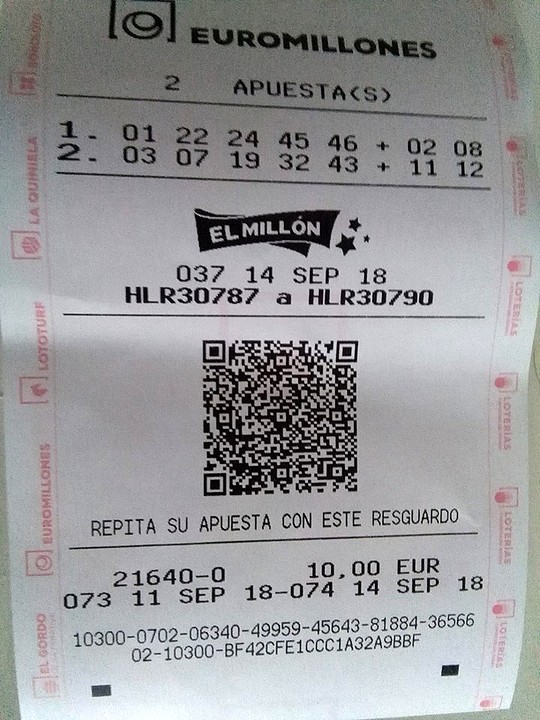 EUROMILLONES
2 APUESTA(S)
1. 01 22 24 45 46 + 02 08
2. 03 07 19 32 43 + 11 12
EL MILLÓN
037 14 SEP 18
HLR30787 a HLR30790
REPITA SU APUESTA CON ESTE RESGUARDO
21640-0 10,00 EUR
073 11 SEP 18-074 14 SEP 18
10300-0702-06340-49959-45643-81884-36566
02-10300-BF42CFE1CCC1A32A9BBF
LA QUINIELA
LOTOTURF
EUROMILLONES
EL GORDO
LOTERÍAS
LOTERÍAS
LOTERÍAS
LOTERÍAS
LOTERÍAS
LOTERÍAS